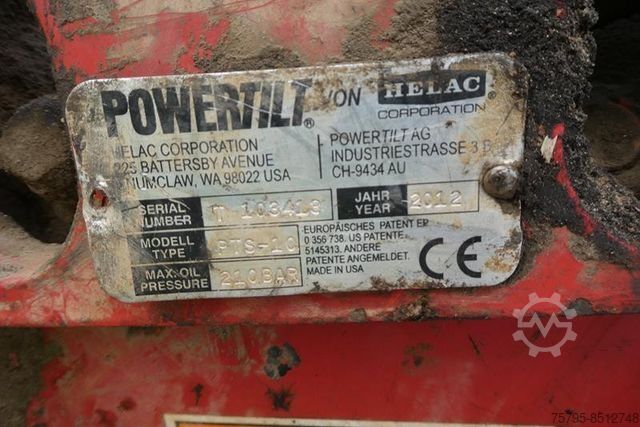 POWERTILT® VON HELAC CORPORATION
HELAC CORPORATION
825 BATTERSBY AVENUE
ENUMCLAW, WA 98022 USA
POWERTILT AG
INDUSTRIESTRASSE 3
CH-9434 AU
SERIAL NUMBER T 108413
JAHR YEAR 2012
MODELL TYPE PTS-10
MAX. OIL PRESSURE 210BAR
EUROPÄISCHES PATENT EP
0 356 738. US PATENTE
5145313. ANDERE
PATENTE ANGEMELDET.
MADE IN USA
CE
75795-8512748